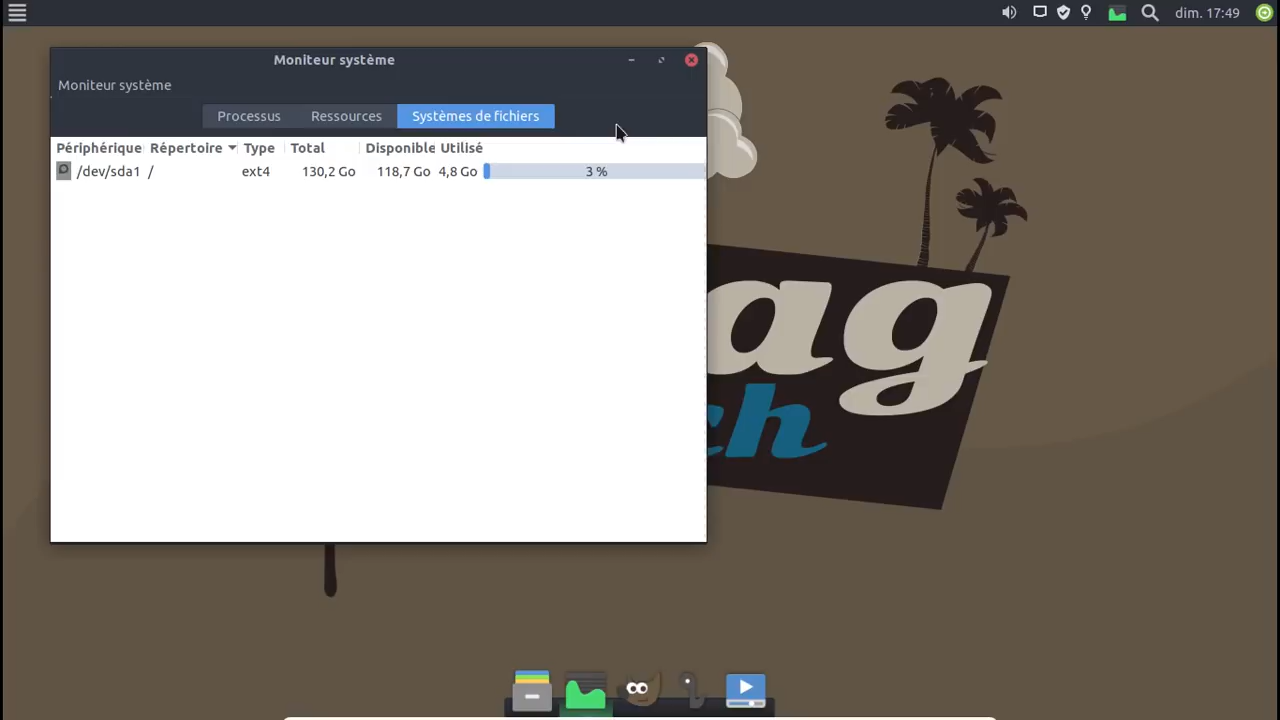 dim. 17:49
Moniteur système
Moniteur système
Processus Ressources Systèmes de fichiers
Périphérique Répertoire Type Total Disponible Utilisé
/dev/sda1 / ext4 130,2 Go 118,7 Go 4,8 Go 3 %
ag
ch